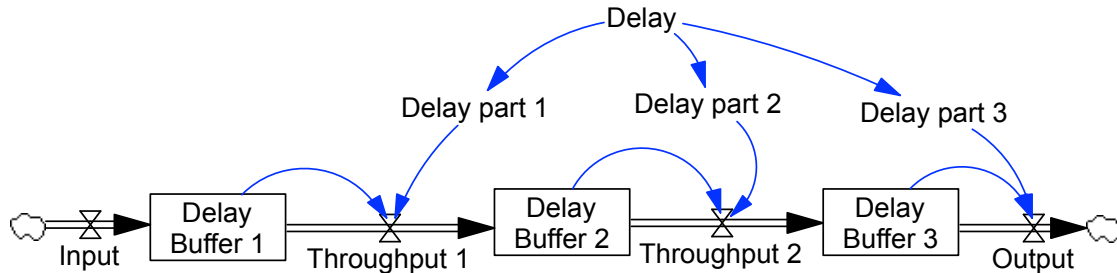 Delay
Delay part 1
Delay part 2
Delay part 3
Delay
Buffer 1
Delay
Buffer 2
Delay
Buffer 3
Input
Throughput 1
Throughput 2
Output